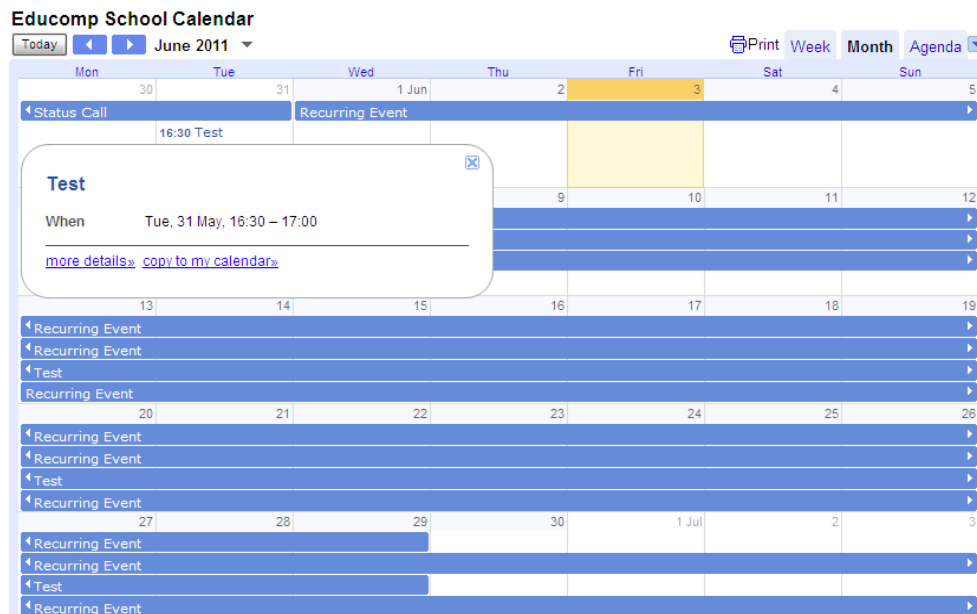 Educomp School Calendar
Today June 2011 Print Week Month Agenda
Mon Tue Wed Thu Fri Sat Sun
30 31 1 Jun 2 3 4 5
Status Call Recurring Event
16:30 Test
Test
When Tue, 31 May, 16:30 – 17:00
more details» copy to my calendar»
9 10 11 12
13 14 15 16 17 18 19
Recurring Event
Recurring Event
Test
Recurring Event
20 21 22 23 24 25 26
Recurring Event
Recurring Event
Test
Recurring Event
27 28 29 30 1 Jul 2 3
Recurring Event
Recurring Event
Test
Recurring Event